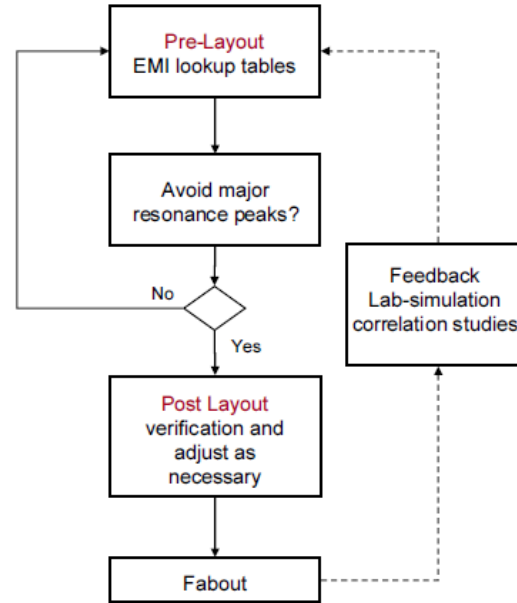 Pre-Layout
EMI lookup tables
Avoid major
resonance peaks?
No
Yes
Feedback
Lab-simulation
correlation studies
Post Layout
verification and
adjust as
necessary
Fabout